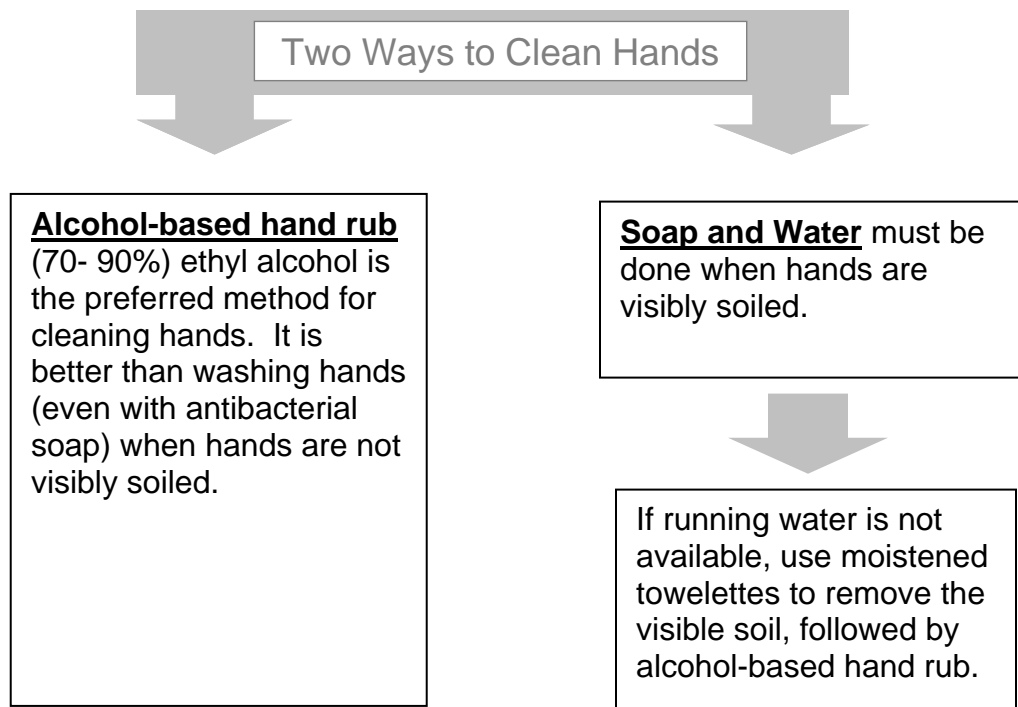 Two Ways to Clean Hands
Alcohol-based hand rub
(70- 90%) ethyl alcohol is
the preferred method for
cleaning hands.  It is
better than washing hands
(even with antibacterial
soap) when hands are not
visibly soiled.
Soap and Water must be
done when hands are
visibly soiled.
If running water is not
available, use moistened
towelettes to remove the
visible soil, followed by
alcohol-based hand rub.